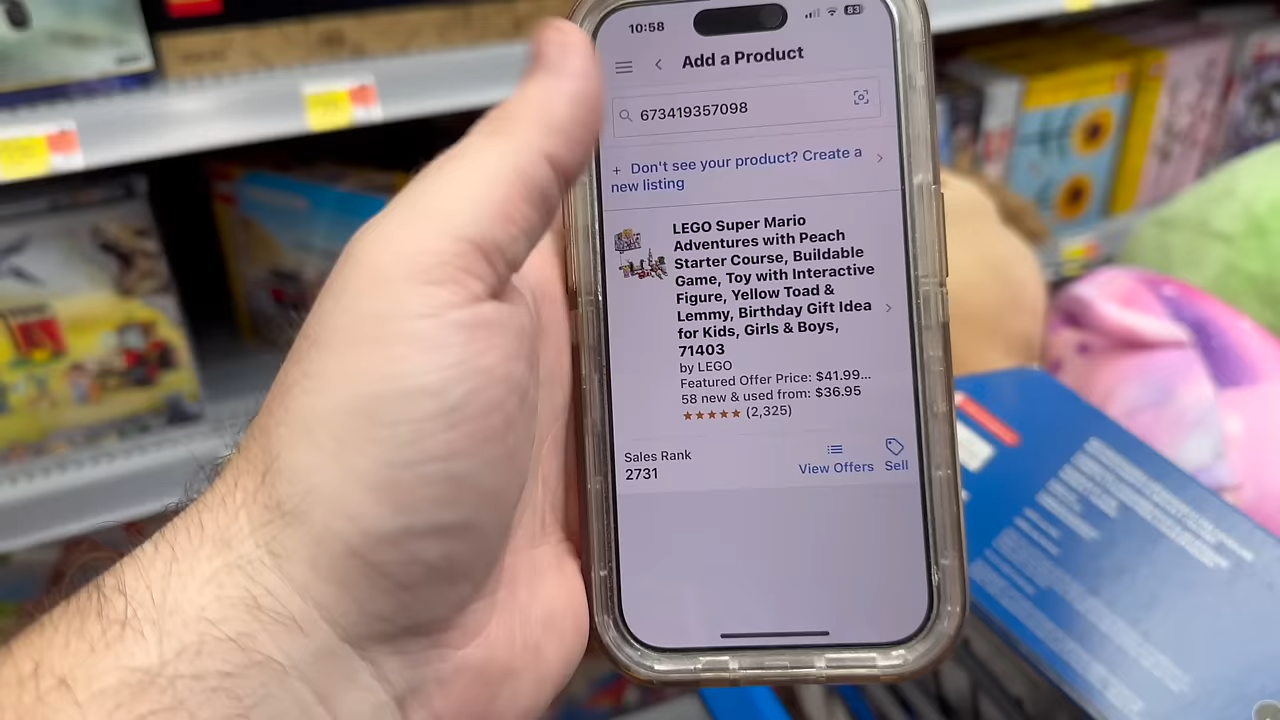 10:58
83
Add a Product
673419357098
+ Don't see your product? Create a
new listing
LEGO Super Mario
Adventures with Peach
Starter Course, Buildable
Game, Toy with Interactive
Figure, Yellow Toad &
Lemmy, Birthday Gift Idea
for Kids, Girls & Boys,
71403
by LEGO
Featured Offer Price: $41.99...
58 new & used from: $36.95
(2,325)
Sales Rank
2731
View Offers
Sell